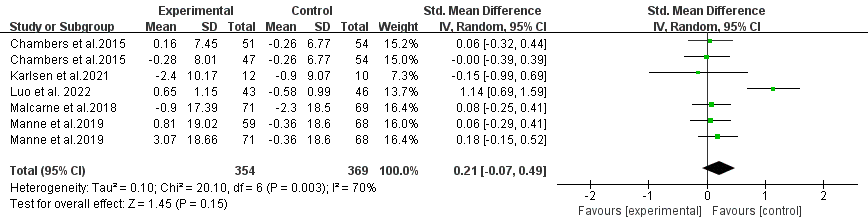 Experimental Control Std. Mean Difference Std. Mean Difference
Study or Subgroup Mean SD Total Mean SD Total Weight IV, Random, 95% CI IV, Random, 95% CI
Chambers et al.2015 0.16 7.45 51 -0.26 6.77 54 15.2% 0.06 [-0.32, 0.44]
Chambers et al.2015 -0.28 8.01 47 -0.26 6.77 54 15.0% -0.00 [-0.39, 0.39]
Karlsen et al.2021 -2.4 10.17 12 -0.9 9.07 10 7.0% -0.15 [-0.99, 0.69]
Luo et al. 2022 0.65 1.15 43 -0.58 0.99 46 13.6% 1.14 [0.69, 1.59]
Malcarne et al.2018 -0.9 17.39 71 -2.3 18.5 69 16.4% 0.08 [-0.25, 0.41]
Manne et al.2019 0.81 19.02 59 -0.36 18.6 68 16.0% 0.06 [-0.29, 0.41]
Manne et al.2019 3.07 18.66 71 -0.36 18.6 68 16.4% 0.18 [-0.15, 0.52]
Total (95% CI) 354 369 100.0% 0.21 [-0.07, 0.49]
Heterogeneity: Tau² = 0.10; Chi² = 20.10, df = 6 (P = 0.003); I² = 70%
Test for overall effect: Z = 1.45 (P = 0.15)
-2 -1 0 1 2
Favours [experimental] Favours [control]